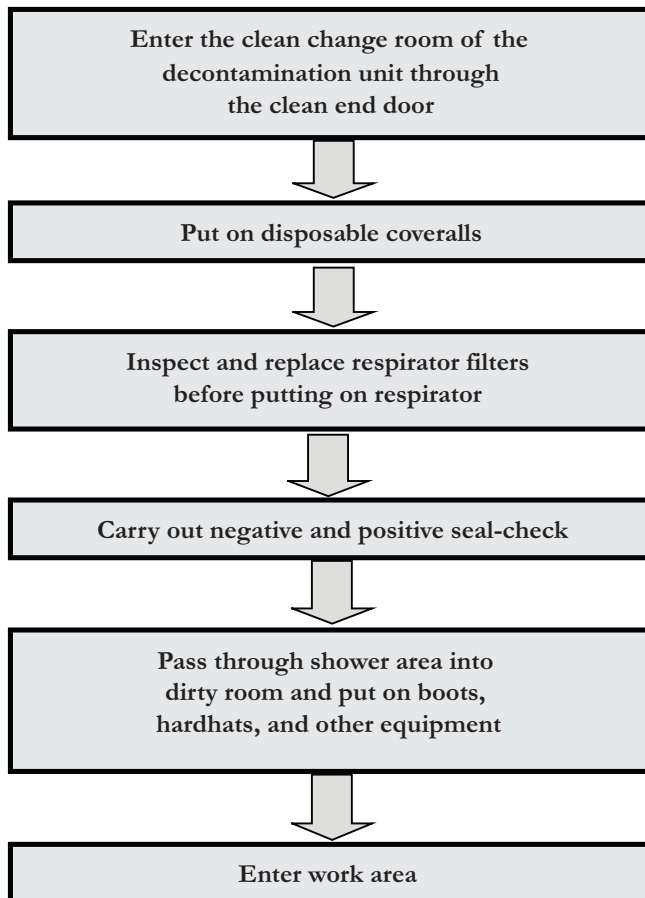 Enter the clean change room of the
decontamination unit through
the clean end door
Put on disposable coveralls
Inspect and replace respirator filters
before putting on respirator
Carry out negative and positive seal-check
Pass through shower area into
dirty room and put on boots,
hardhats, and other equipment
Enter work area